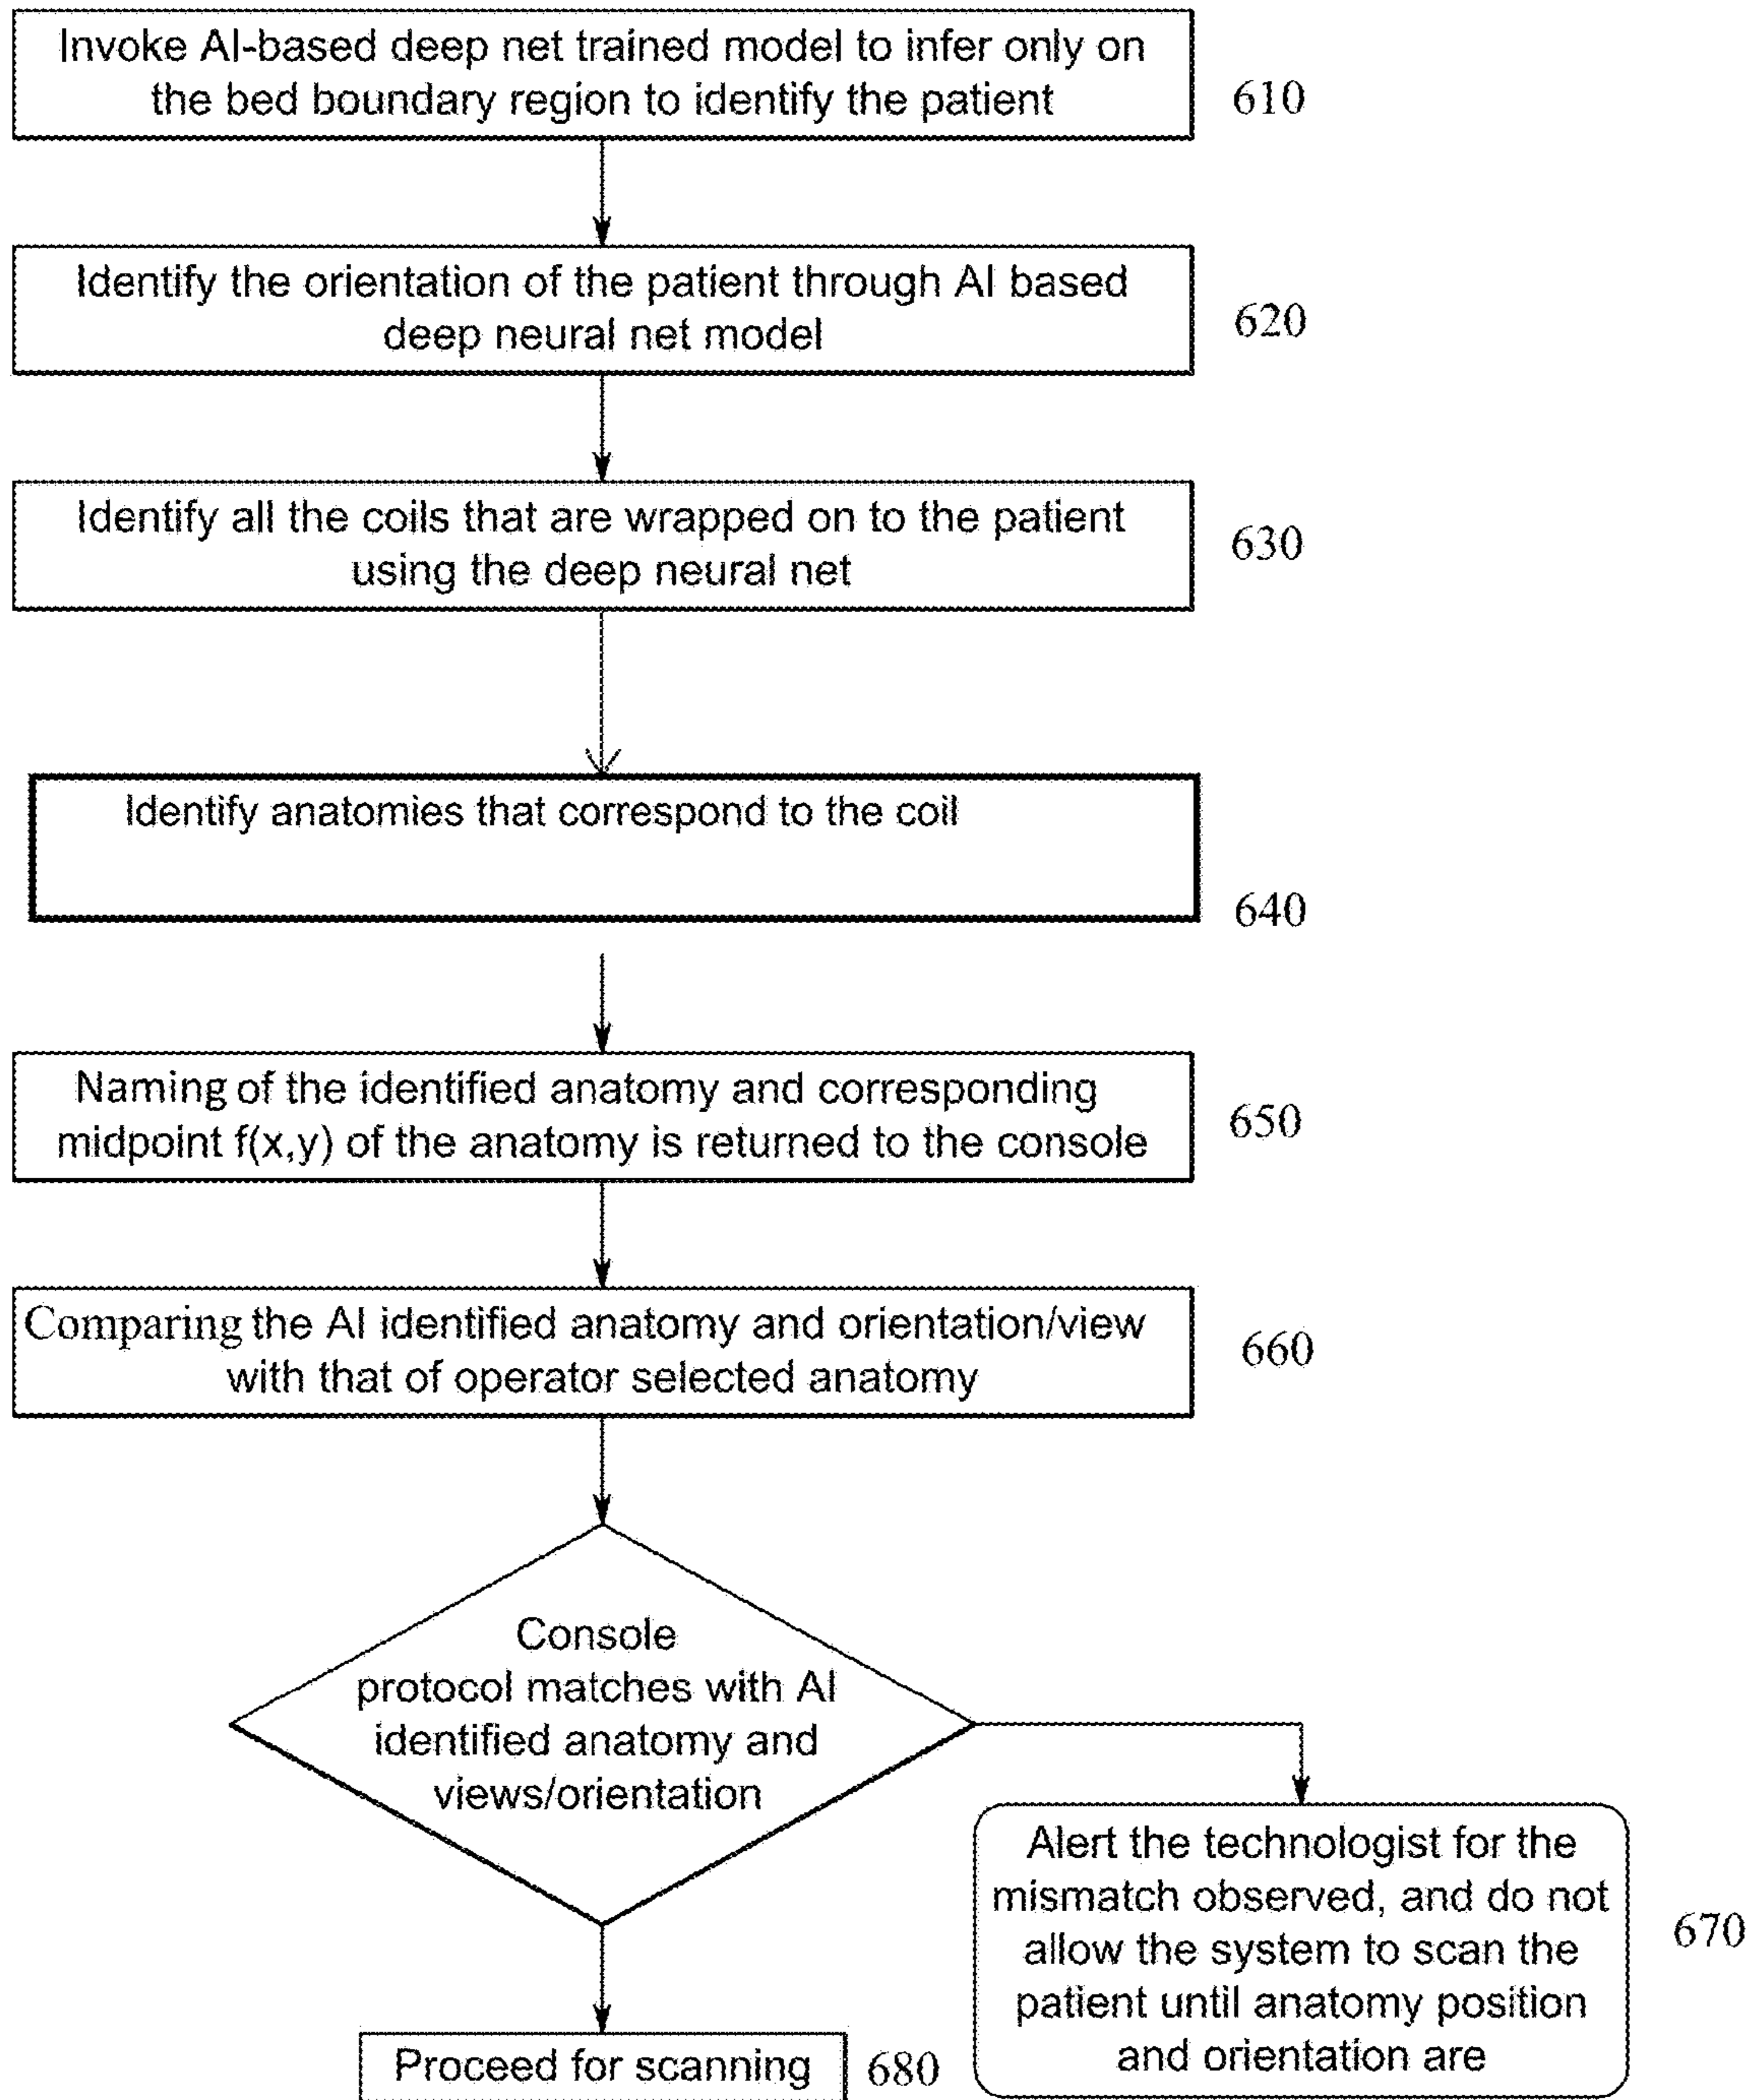 Invoke AI-based deep net trained model to infer only on
the bed boundary region to identify the patient
610
Identify the orientation of the patient through AI based
deep neural net model
620
Identify all the coils that are wrapped on to the patient
using the deep neural net
630
Identify anatomies that correspond to the coil
640
Naming of the identified anatomy and corresponding
midpoint f(x,y) of the anatomy is returned to the console
650
Comparing the AI identified anatomy and orientation/view
with that of operator selected anatomy
660
Console
protocol matches with AI
identified anatomy and
views/orientation
Alert the technologist for the
mismatch observed, and do not
allow the system to scan the
patient until anatomy position
and orientation are
670
Proceed for scanning
680